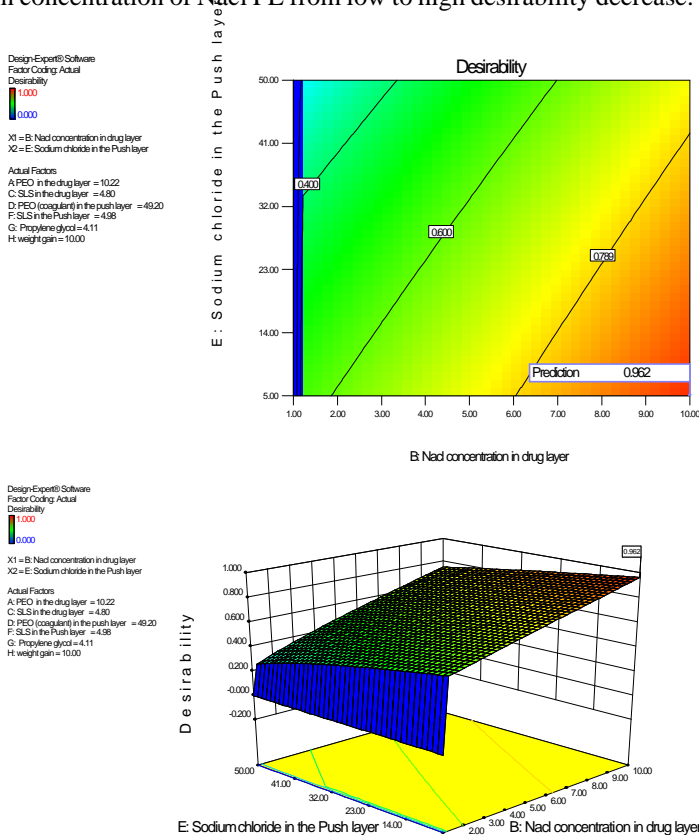 concentration of Nacl PL from low to high desirability decrease.
Design-Expert® Software
Factor Coding: Actual
Desirability
1.000
0.000
X1 = B: Nacl concentration in drug layer
X2 = E: Sodium chloride in the Push layer
Actual Factors
A: PEO in the drug layer = 10.22
C: SLS in the drug layer = 4.80
D: PEO (coagulant) in the push layer = 49.20
F: SLS in the Push layer = 4.98
G: Propylene glycol = 4.11
H: weight gain = 10.00
Desirability
E: Sodium chloride in the Push layer
50.00
41.00
32.00
23.00
14.00
5.00
0.400
0.600
0.789
Prediction 0.962
1.00 2.00 3.00 4.00 5.00 6.00 7.00 8.00 9.00 10.00
B: Nacl concentration in drug layer
Design-Expert® Software
Factor Coding: Actual
Desirability
1.000
0.000
X1 = B: Nacl concentration in drug layer
X2 = E: Sodium chloride in the Push layer
Actual Factors
A: PEO in the drug layer = 10.22
C: SLS in the drug layer = 4.80
D: PEO (coagulant) in the push layer = 49.20
F: SLS in the Push layer = 4.98
G: Propylene glycol = 4.11
H: weight gain = 10.00
Desirability
1.000
0.800
0.600
0.400
0.200
-0.000
-0.200
0.962
50.00
41.00
32.00
23.00
14.00
2.00
3.00
4.00
5.00
6.00
7.00
8.00
9.00
10.00
E: Sodium chloride in the Push layer
B: Nacl concentration in drug layer